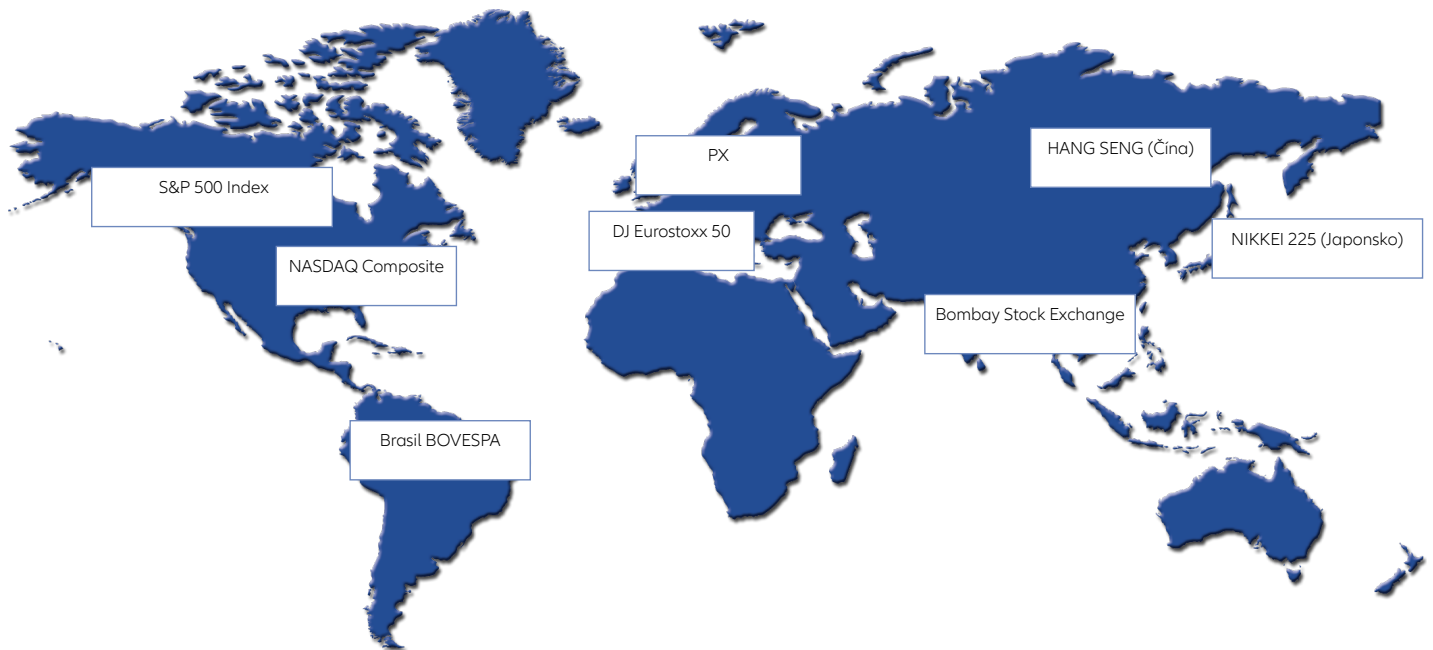 PX
HANG SENG (Čína)
S&P 500 Index
DJ Eurostoxx 50
NIKKEI 225 (Japonsko)
NASDAQ Composite
Bombay Stock Exchange
Brasil BOVESPA